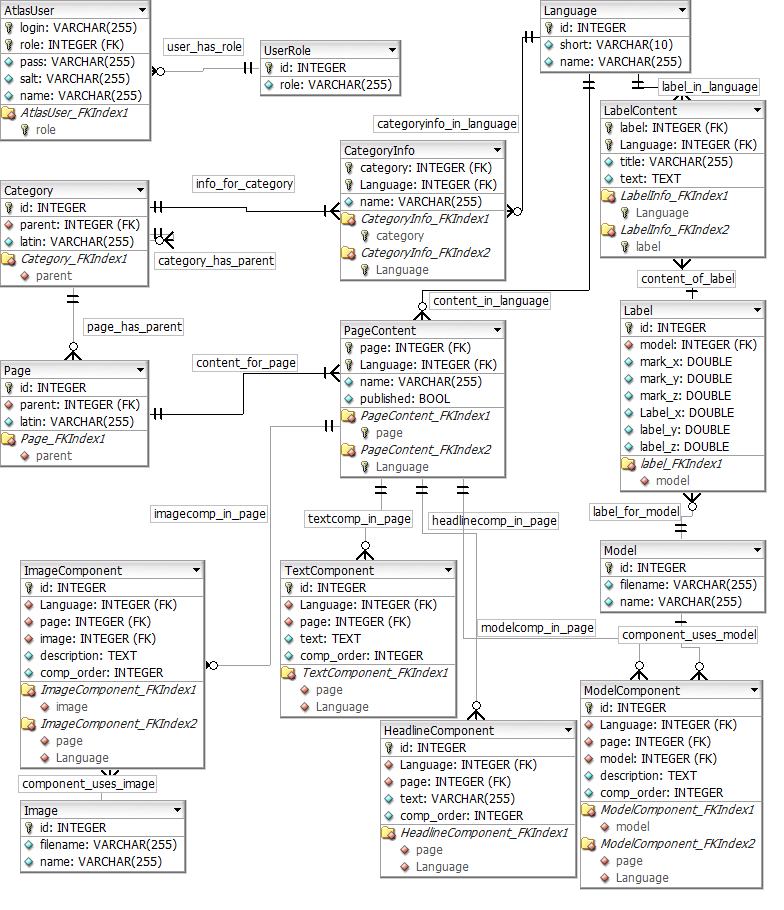 AtlasUser
login: VARCHAR(255)
role: INTEGER (FK)
pass: VARCHAR(255)
salt: VARCHAR(255)
name: VARCHAR(255)
AtlasUser_FKIndex1
role
user_has_role
UserRole
id: INTEGER
role: VARCHAR(255)
Language
id: INTEGER
short: VARCHAR(10)
name: VARCHAR(255)
label_in_language
categoryinfo_in_language
LabelContent
label: INTEGER (FK)
Language: INTEGER (FK)
title: VARCHAR(255)
text: TEXT
LabelInfo_FKIndex1
Language
LabelInfo_FKIndex2
label
CategoryInfo
category: INTEGER (FK)
Language: INTEGER (FK)
name: VARCHAR(255)
CategoryInfo_FKIndex1
category
CategoryInfo_FKIndex2
Language
info_for_category
Category
id: INTEGER
parent: INTEGER (FK)
latin: VARCHAR(255)
Category_FKIndex1
parent
category_has_parent
content_of_label
content_in_language
page_has_parent
Label
id: INTEGER
model: INTEGER (FK)
mark_x: DOUBLE
mark_y: DOUBLE
mark_z: DOUBLE
Label_x: DOUBLE
label_y: DOUBLE
label_z: DOUBLE
label_FKIndex1
model
PageContent
page: INTEGER (FK)
Language: INTEGER (FK)
name: VARCHAR(255)
published: BOOL
PageContent_FKIndex1
page
PageContent_FKIndex2
Language
content_for_page
Page
id: INTEGER
parent: INTEGER (FK)
latin: VARCHAR(255)
Page_FKIndex1
parent
imagecomp_in_page
textcomp_in_page
headlinecomp_in_page
label_for_model
Model
id: INTEGER
filename: VARCHAR(255)
name: VARCHAR(255)
ImageComponent
id: INTEGER
Language: INTEGER (FK)
page: INTEGER (FK)
image: INTEGER (FK)
description: TEXT
comp_order: INTEGER
ImageComponent_FKIndex1
image
ImageComponent_FKIndex2
page
Language
TextComponent
id: INTEGER
Language: INTEGER (FK)
page: INTEGER (FK)
text: TEXT
comp_order: INTEGER
TextComponent_FKIndex1
page
Language
modelcomp_in_page
component_uses_model
HeadlineComponent
id: INTEGER
Language: INTEGER (FK)
page: INTEGER (FK)
text: VARCHAR(255)
comp_order: INTEGER
HeadlineComponent_FKIndex1
page
Language
ModelComponent
id: INTEGER
Language: INTEGER (FK)
page: INTEGER (FK)
model: INTEGER (FK)
description: TEXT
comp_order: INTEGER
ModelComponent_FKIndex1
model
ModelComponent_FKIndex2
page
Language
component_uses_image
Image
id: INTEGER
filename: VARCHAR(255)
name: VARCHAR(255)